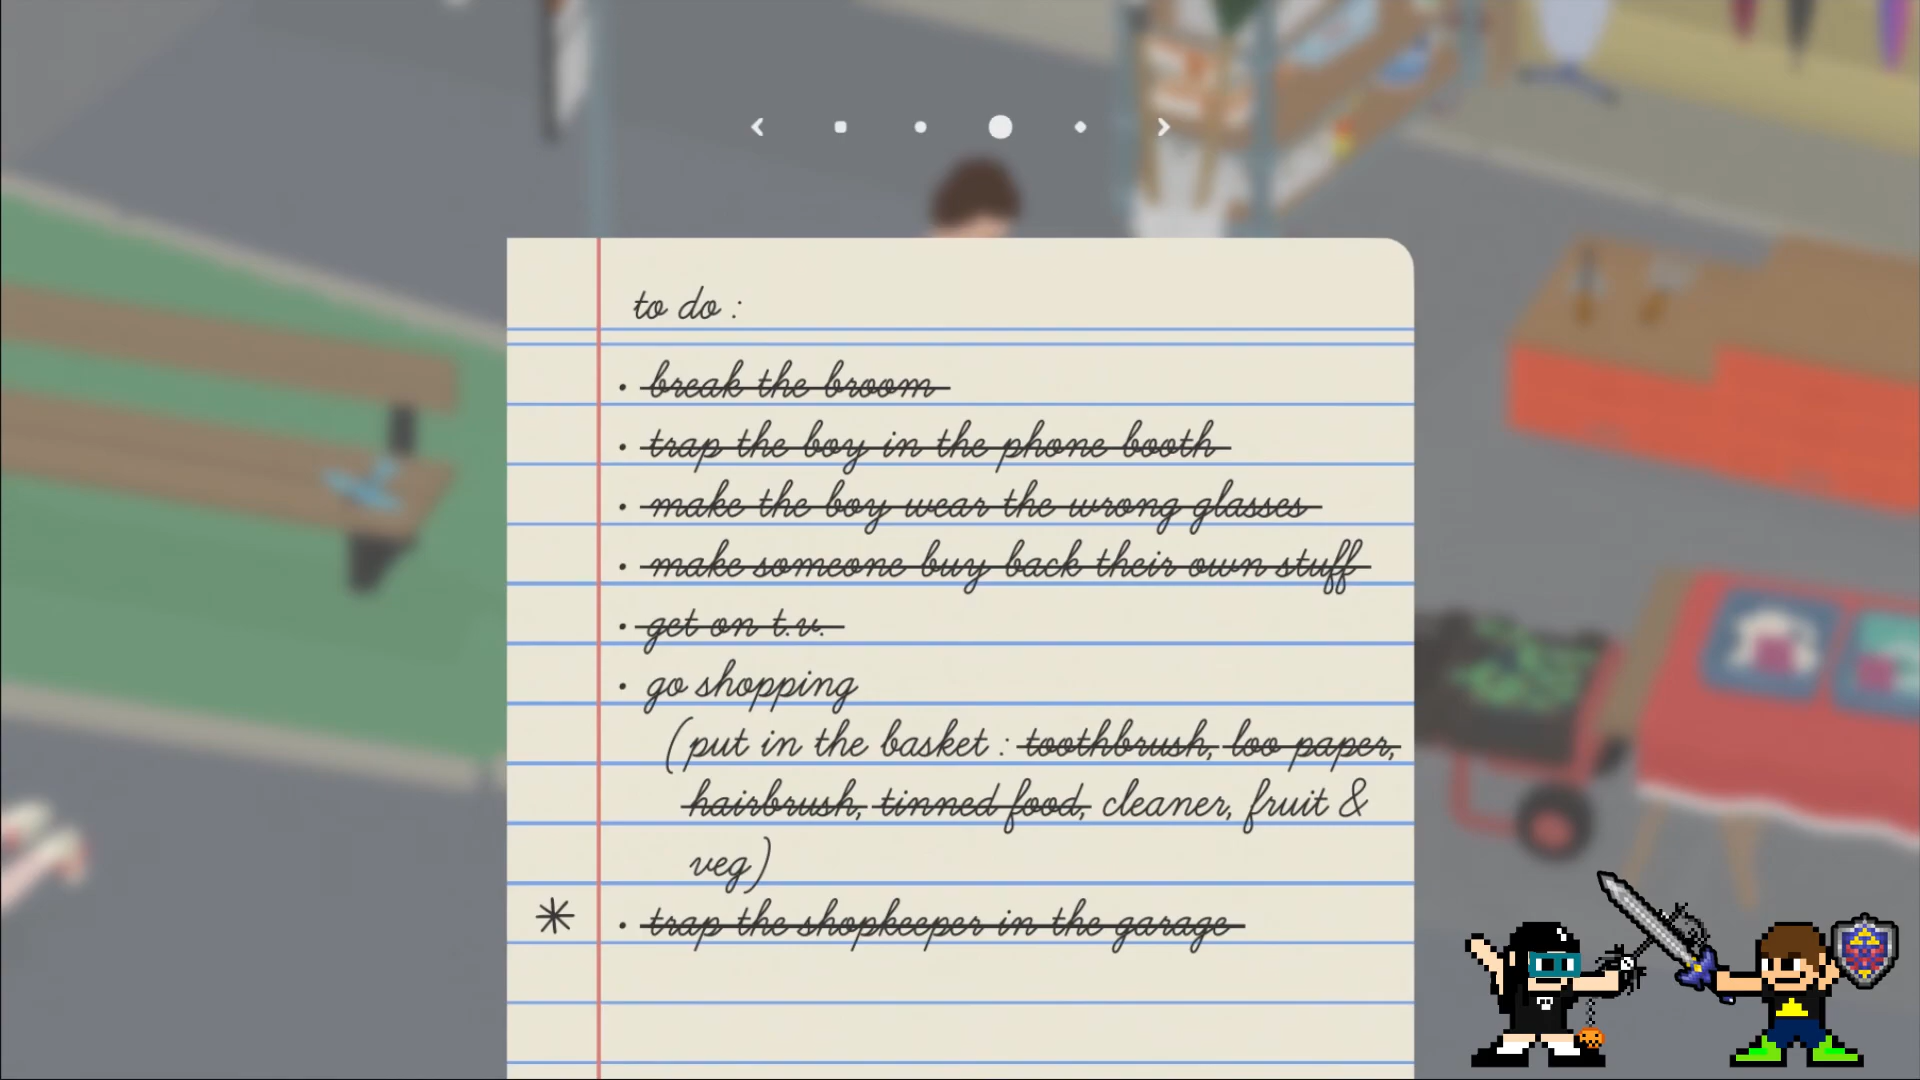 to do :
• break the broom
• trap the boy in the phone booth
• make the boy wear the wrong glasses
• make someone buy back their own stuff
• get on t.v.
• go shopping
(put in the basket : toothbrush, loo paper,
hairbrush, tinned food, cleaner, fruit &
veg)
* • trap the shopkeeper in the garage